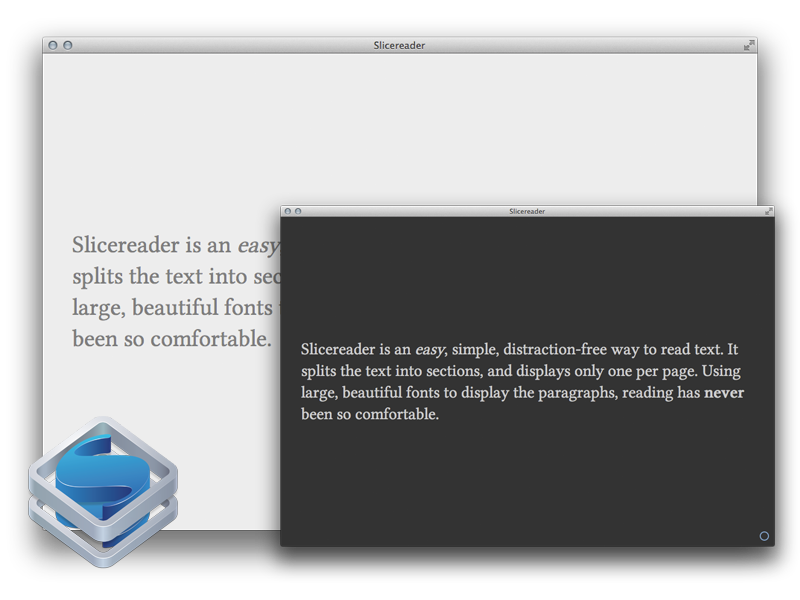 Slicereader
Slicereader is an easy
splits the text into sec
large, beautiful fonts
been so comfortable.
Slicereader
Slicereader is an easy, simple, distraction-free way to read text. It
splits the text into sections, and displays only one per page. Using
large, beautiful fonts to display the paragraphs, reading has never
been so comfortable.